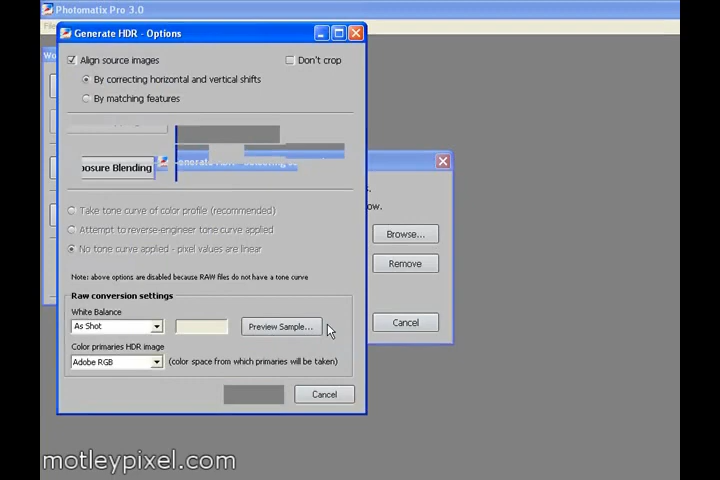 Photomatix Pro 3.0
Generate HDR - Options
Align source images
Don't crop
By correcting horizontal and vertical shifts
By matching features
posure Blending
Take tone curve of color profile (recommended)
Attempt to reverse-engineer tone curve applied
No tone curve applied - pixel values are linear
Note: above options are disabled because RAW files do not have a tone curve
Raw conversion settings
White Balance
As Shot
Preview Sample...
Color primaries HDR image
Adobe RGB
(color space from which primaries will be taken)
Cancel
Browse...
Remove
Cancel
motleypixel.com